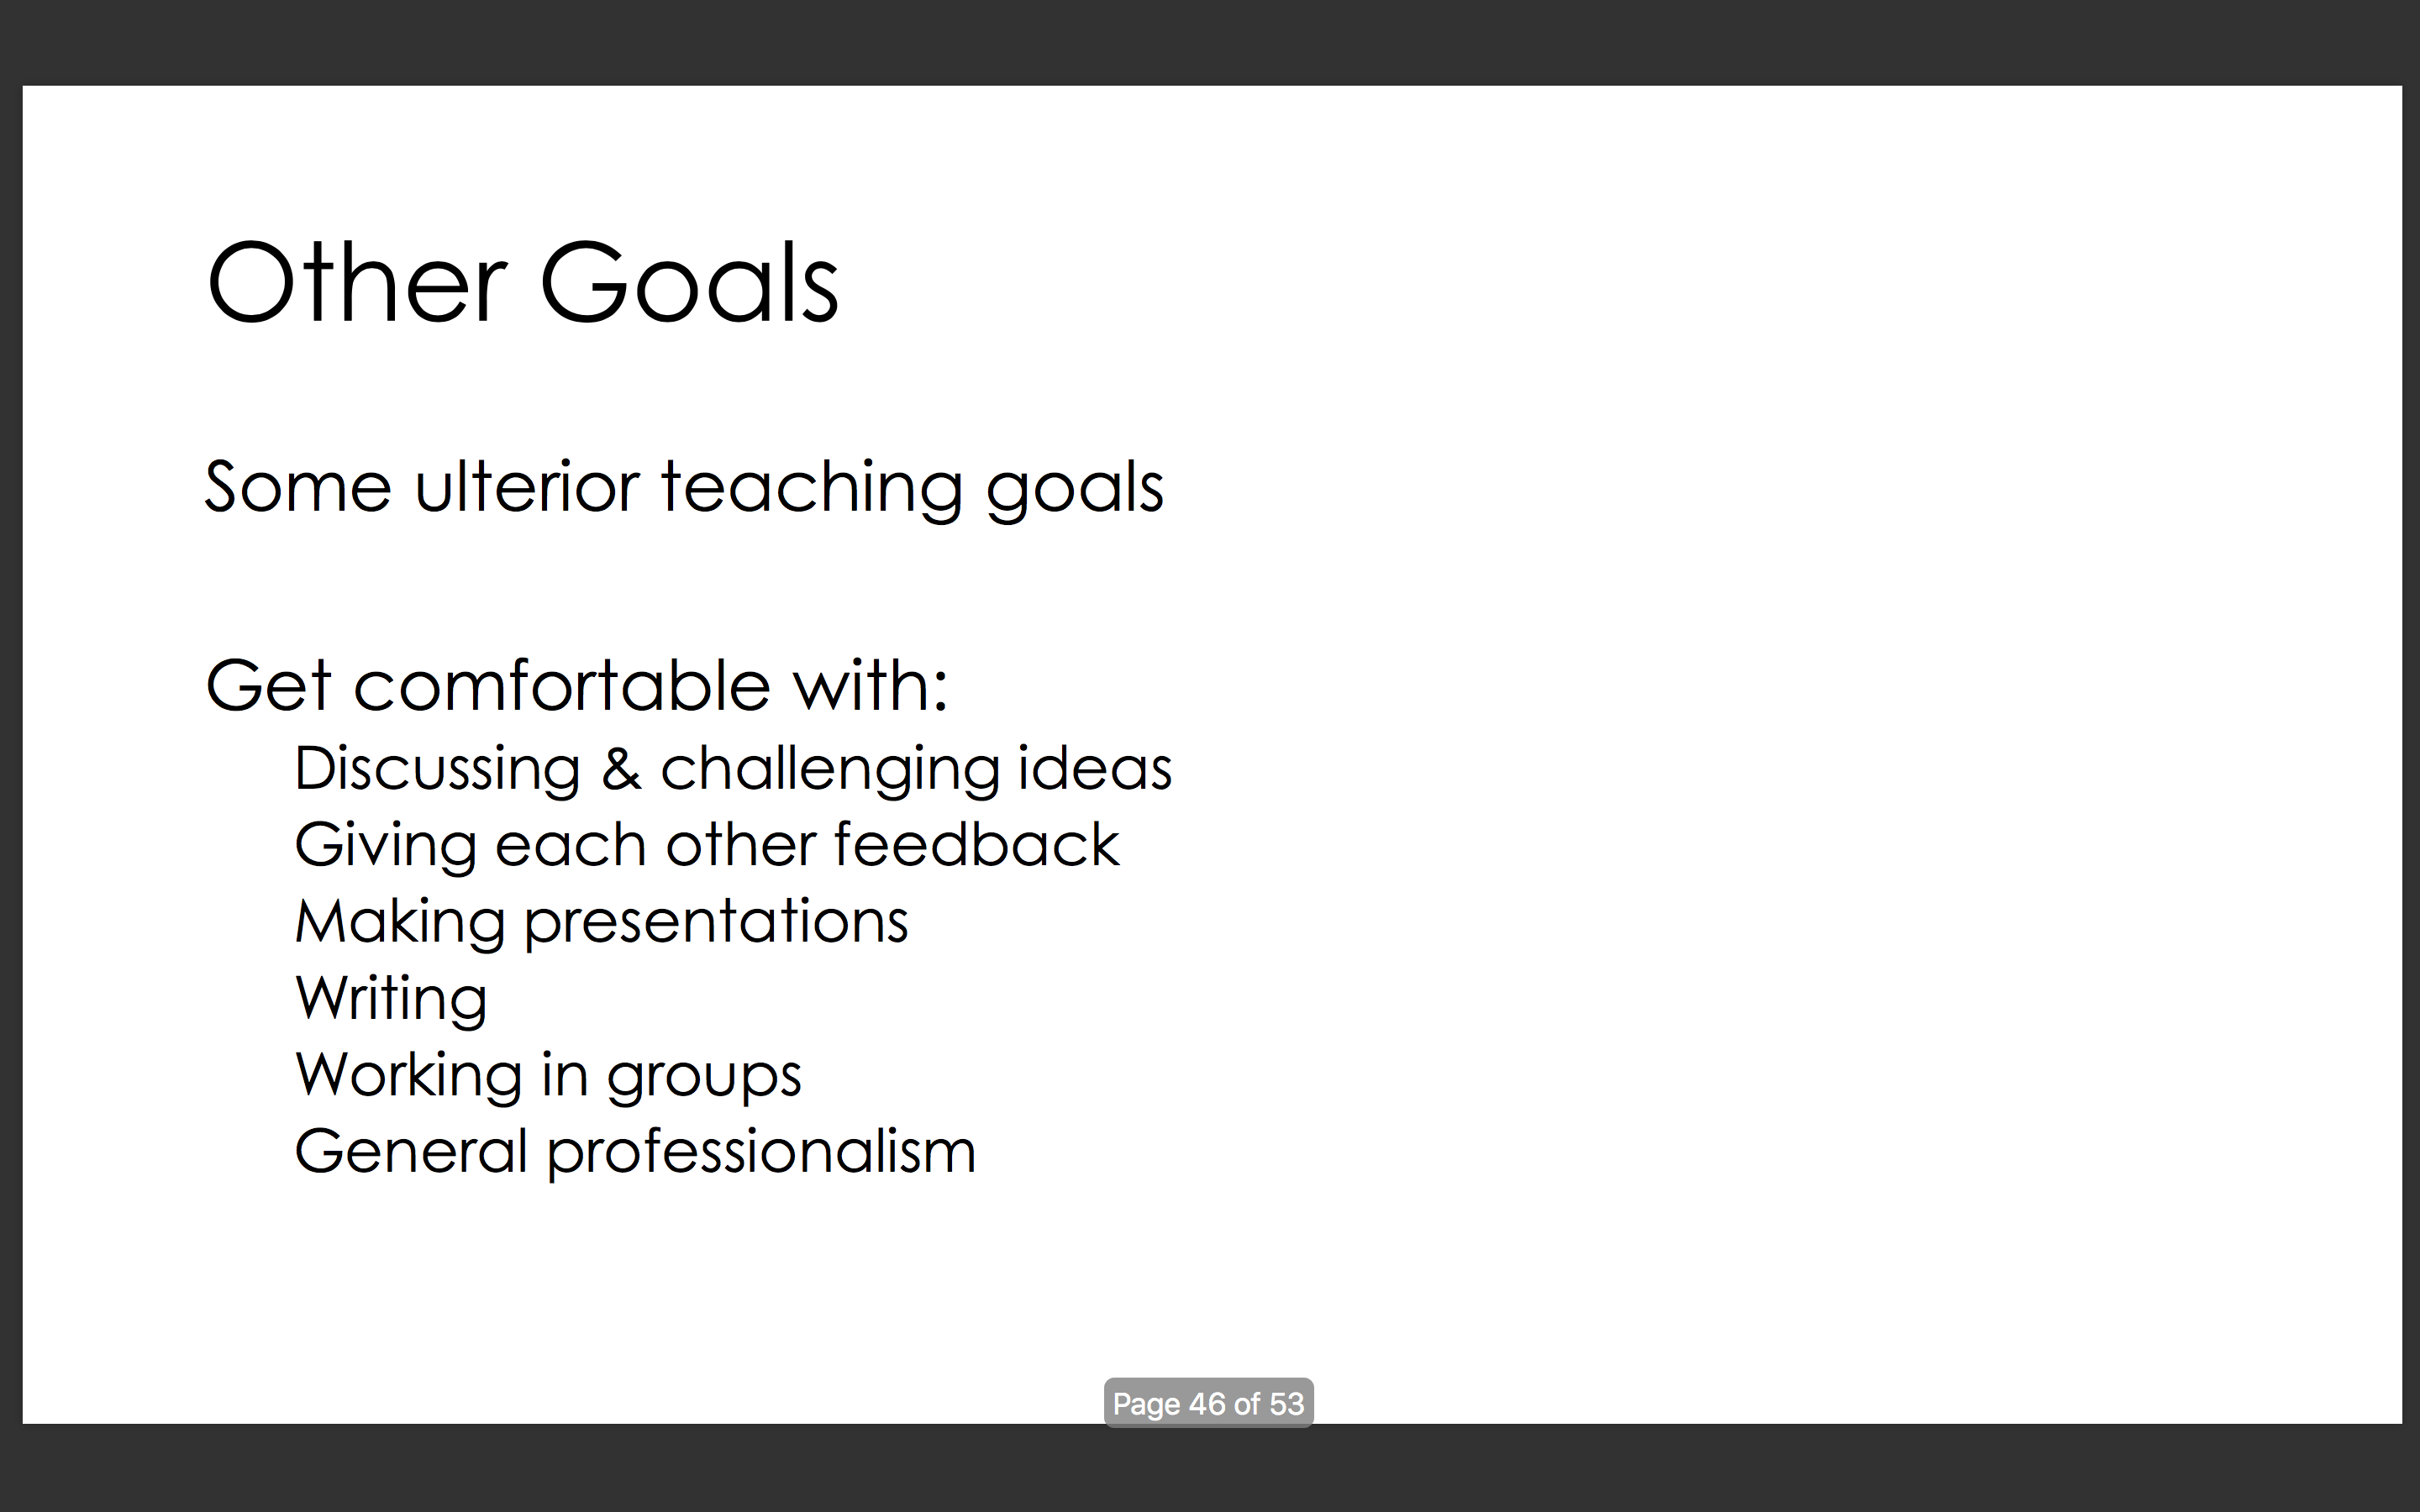 Other Goals
Some ulterior teaching goals
Get comfortable with:
Discussing & challenging ideas
Giving each other feedback
Making presentations
Writing
Working in groups
General professionalism
Page 46 of 53